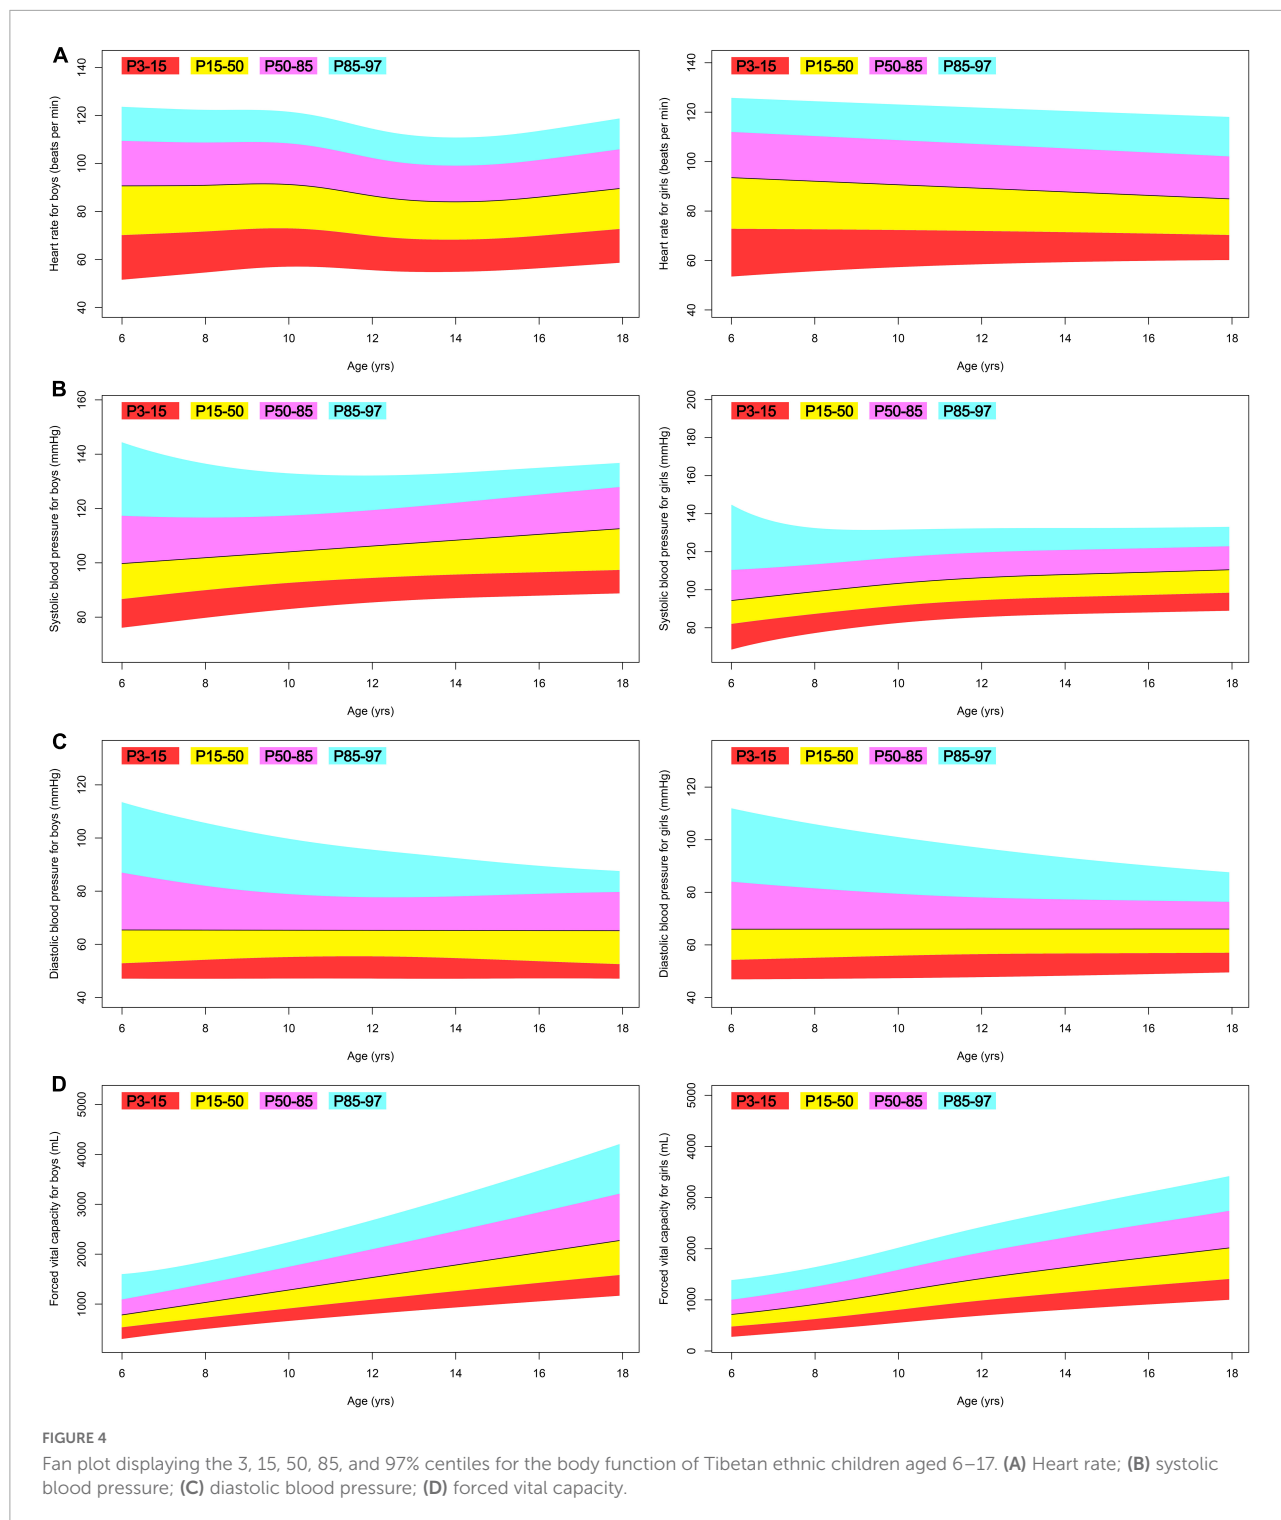 A
P3-15 P15-50 P50-85 P85-97
Heart rate for boys (beats per min)
140
120
100
80
60
40
6 8 10 12 14 16 18
Age (yrs)
P3-15 P15-50 P50-85 P85-97
Heart rate for girls (beats per min)
140
120
100
80
60
40
6 8 10 12 14 16 18
Age (yrs)
B
P3-15 P15-50 P50-85 P85-97
Systolic blood pressure for boys (mmHg)
160
140
120
100
80
6 8 10 12 14 16 18
Age (yrs)
P3-15 P15-50 P50-85 P85-97
Systolic blood pressure for girls (mmHg)
200
180
160
140
120
100
80
6 8 10 12 14 16 18
Age (yrs)
C
P3-15 P15-50 P50-85 P85-97
Diastolic blood pressure for boys (mmHg)
120
100
80
60
40
6 8 10 12 14 16 18
Age (yrs)
P3-15 P15-50 P50-85 P85-97
Diastolic blood pressure for girls (mmHg)
120
100
80
60
40
6 8 10 12 14 16 18
Age (yrs)
D
P3-15 P15-50 P50-85 P85-97
Forced vital capacity for boys (mL)
5000
4000
3000
2000
1000
6 8 10 12 14 16 18
Age (yrs)
P3-15 P15-50 P50-85 P85-97
Forced vital capacity for girls (mL)
5000
4000
3000
2000
1000
0
6 8 10 12 14 16 18
Age (yrs)
FIGURE 4
Fan plot displaying the 3, 15, 50, 85, and 97% centiles for the body function of Tibetan ethnic children aged 6–17. (A) Heart rate; (B) systolic
blood pressure; (C) diastolic blood pressure; (D) forced vital capacity.